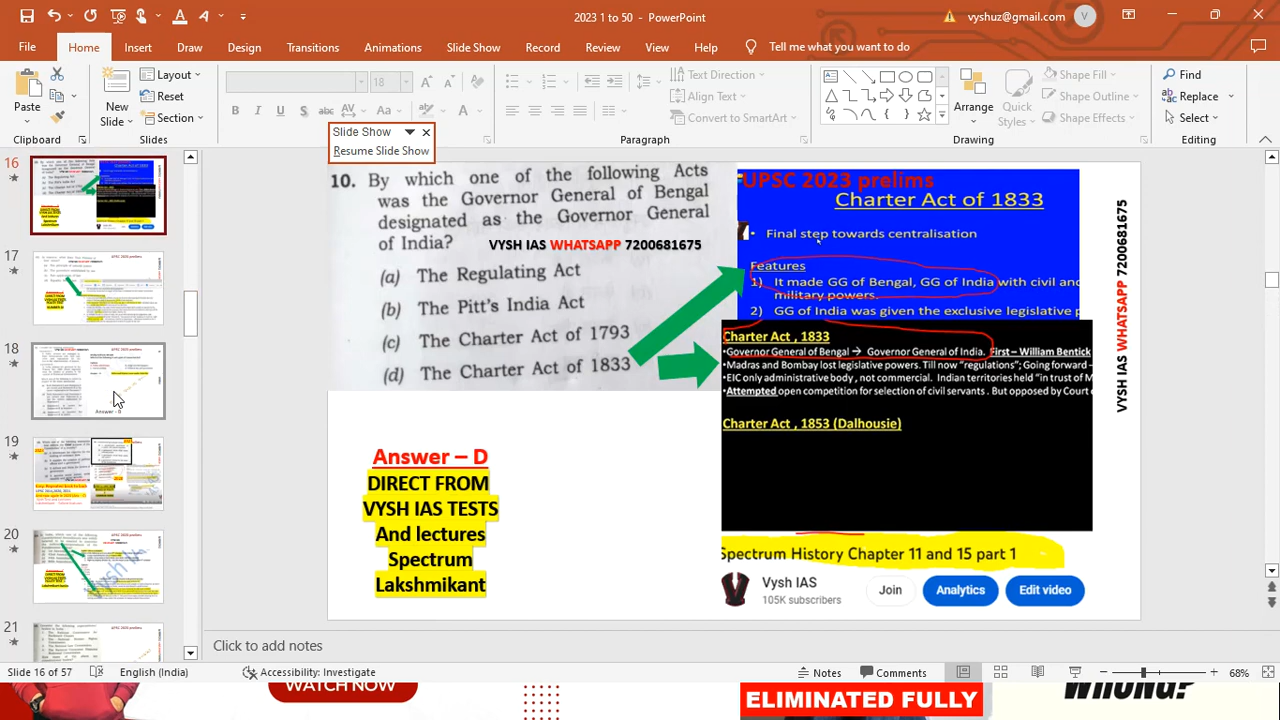 2023 1 to 50 - PowerPoint
vyshuz@gmail.com
V
File
Home
Insert
Draw
Design
Transitions
Animations
Slide Show
Record
Review
View
Help
Tell me what you want to do
Paste
Clipboard
New
Slide
Layout
Reset
Section
Slides
18
Paragraph
Text Direction
Align Text
Convert to SmartArt
Arrange
Quick
Styles
Shape Fill
Shape Outline
Shape Effects
Drawing
Find
Replace
Select
Editing
Slide Show
Resume Slide Show
16
17
18
19
20
21
10. By which one of the following Acts
was the Governor General of Bengal
designated as the Governor General
of India?
VYSH IAS WHATSAPP 7200681675
(a) The Regulating Act
(b) The Pitt's India Act
(c) The Charter Act of 1793
(d) The Charter Act of 1833
Answer – D
DIRECT FROM
VYSH IAS TESTS
And lectures
Spectrum
Lakshmikant
UPSC 2023 prelims
Charter Act of 1833
• Final step towards centralisation
Features
1) It made GG of Bengal, GG of India with civil and
military powers.
2) GG of India was given the exclusive legislative p
Charter Act , 1833
•Governor General of Bengal → Governor General of India. First – William Bentick
•Madras and Bombay lost legislative powers. Till now "regulations"; Going forward –
•EIC only administrative body , not commercial. Indian territories held "in trust of M
•Attempted open competition for selection of civil servants . But opposed by Court
Charter Act , 1853 (Dalhousie)
Spectrum History Chapter 11 and 15 part 1
Vysh IAS
105K subscribers
Join
Analytics
Edit video
VYSH IAS WHATSAPP 7200681675
add notes
Slide 16 of 57
English (India)
Accessibility: Investigate
Notes
Comments
68%
WATCH NOW
ELIMINATED FULLY
WRONG?